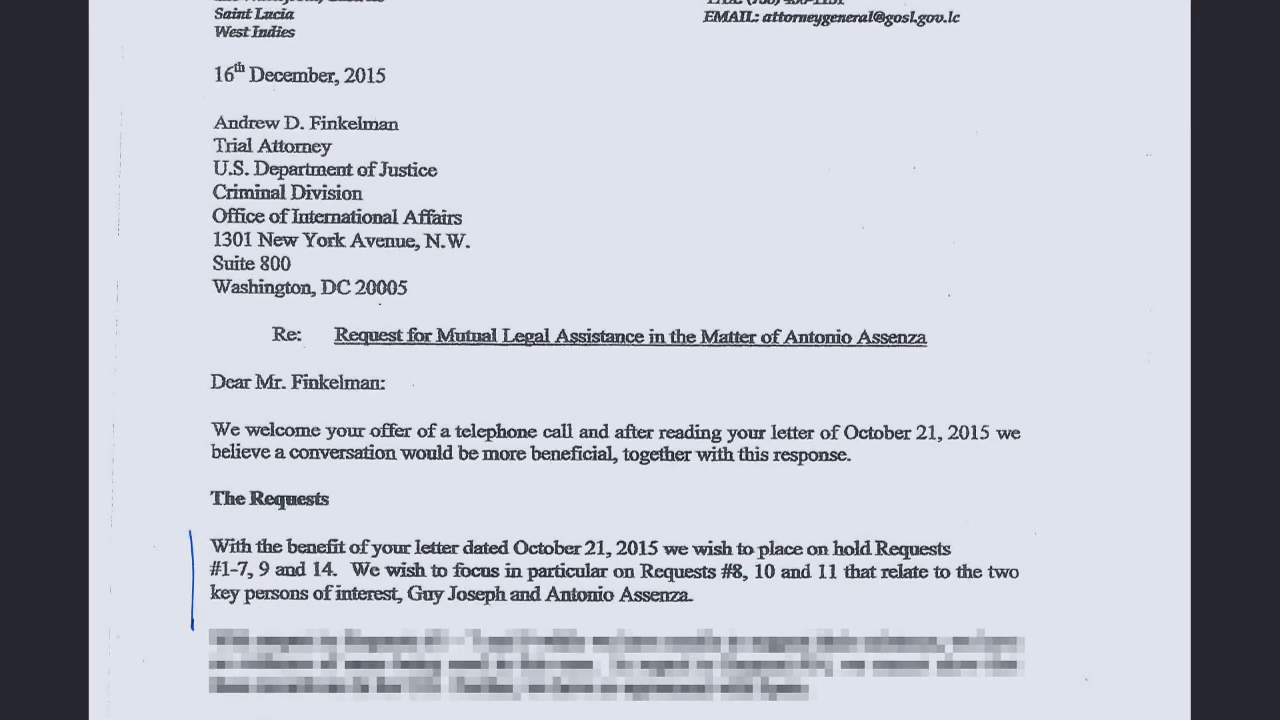 Saint Lucia
West Indies
EMAIL: attorneygeneral@gosl.gov.lc
16th December, 2015
Andrew D. Finkelman
Trial Attorney
U.S. Department of Justice
Criminal Division
Office of International Affairs
1301 New York Avenue, N.W.
Suite 800
Washington, DC 20005
Re: Request for Mutual Legal Assistance in the Matter of Antonio Assenza
Dear Mr. Finkelman:
We welcome your offer of a telephone call and after reading your letter of October 21, 2015 we
believe a conversation would be more beneficial, together with this response.
The Requests
With the benefit of your letter dated October 21, 2015 we wish to place on hold Requests
#1-7, 9 and 14. We wish to focus in particular on Requests #8, 10 and 11 that relate to the two
key persons of interest, Guy Joseph and Antonio Assenza.